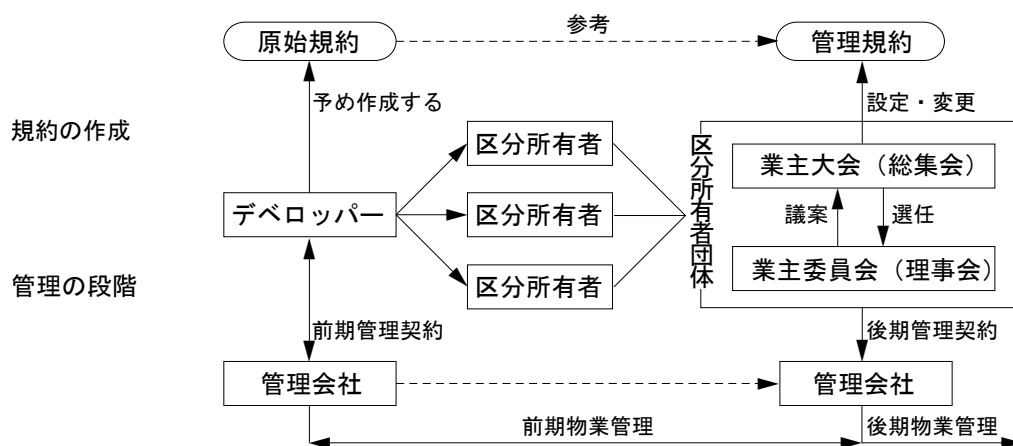 参考
原始規約
管理規約
予め作成する
設定・変更
規約の作成
区分所有者
区分所有者団体
業主大会（総集会）
デベロッパー
区分所有者
議案
選任
区分所有者
業主委員会（理事会）
管理の段階
前期管理契約
後期管理契約
管理会社
管理会社
前期物業管理
後期物業管理